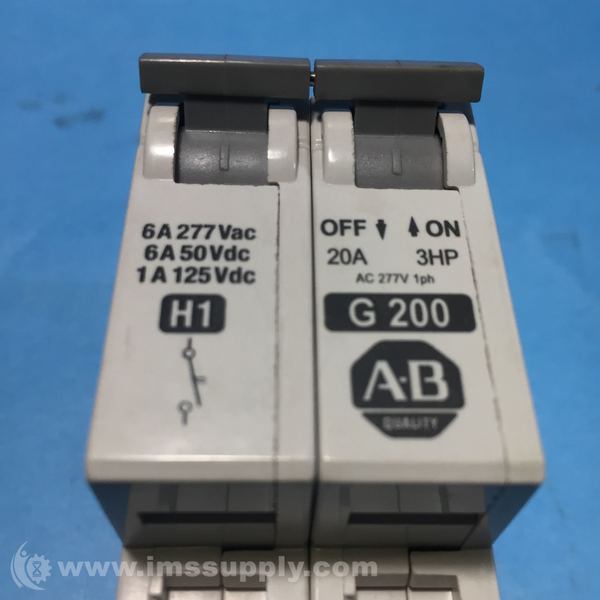 6A 277Vac
6A 50Vdc
1A 125Vdc
H1
OFF ON
20A 3HP
AC 277V 1ph
G 200
A-B
QUALITY
www.imssupply.com